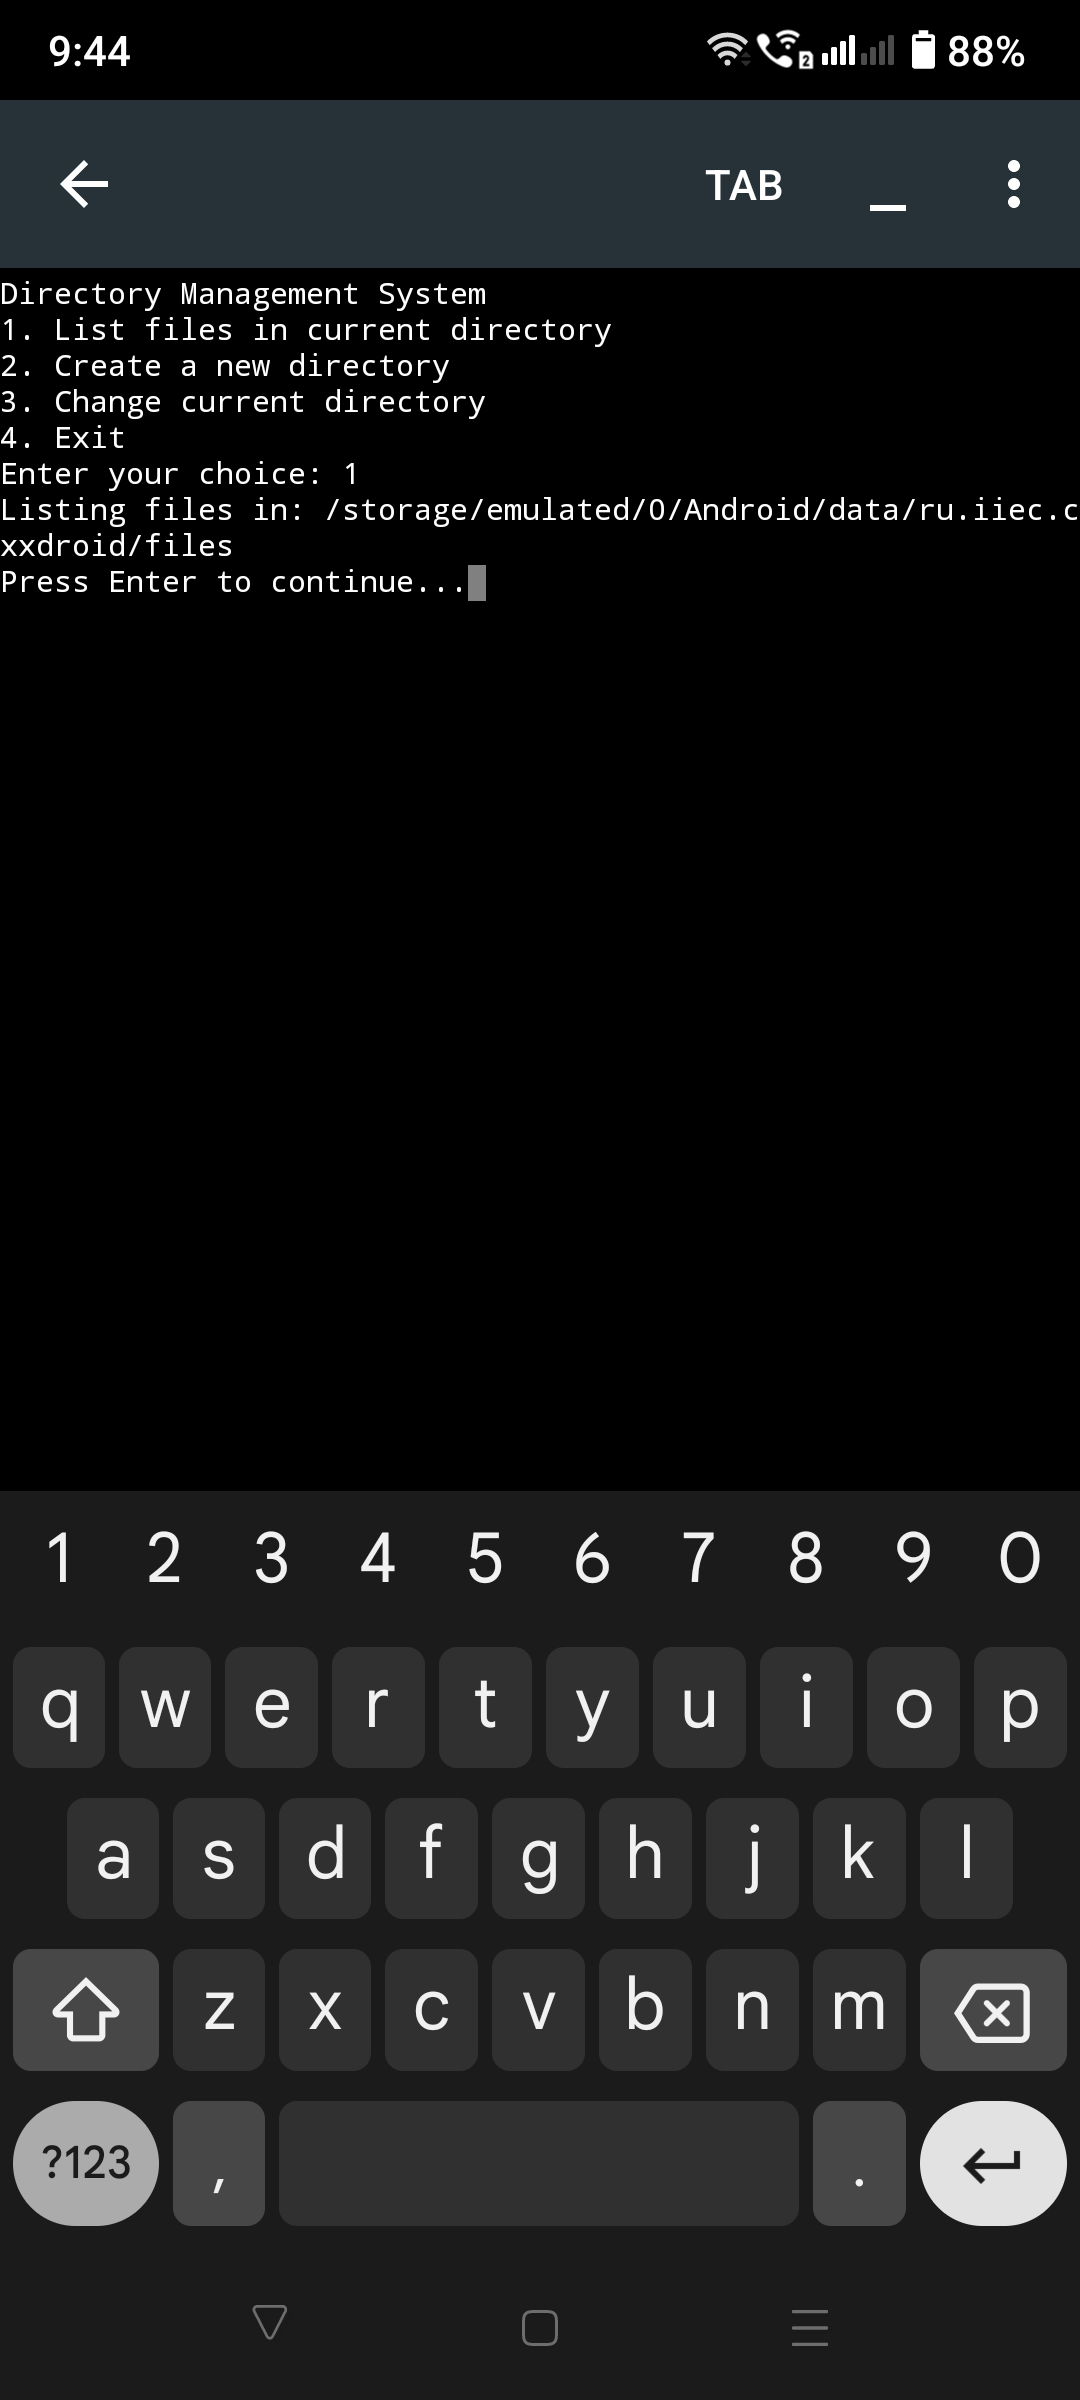 9:44
2
88%
TAB
Directory Management System
1. List files in current directory
2. Create a new directory
3. Change current directory
4. Exit
Enter your choice: 1
Listing files in: /storage/emulated/0/Android/data/ru.iiec.c
xxdroid/files
Press Enter to continue...
1 2 3 4 5 6 7 8 9 0
q w e r t y u i o p
a s d f g h j k l
z x c v b n m
?123 , .